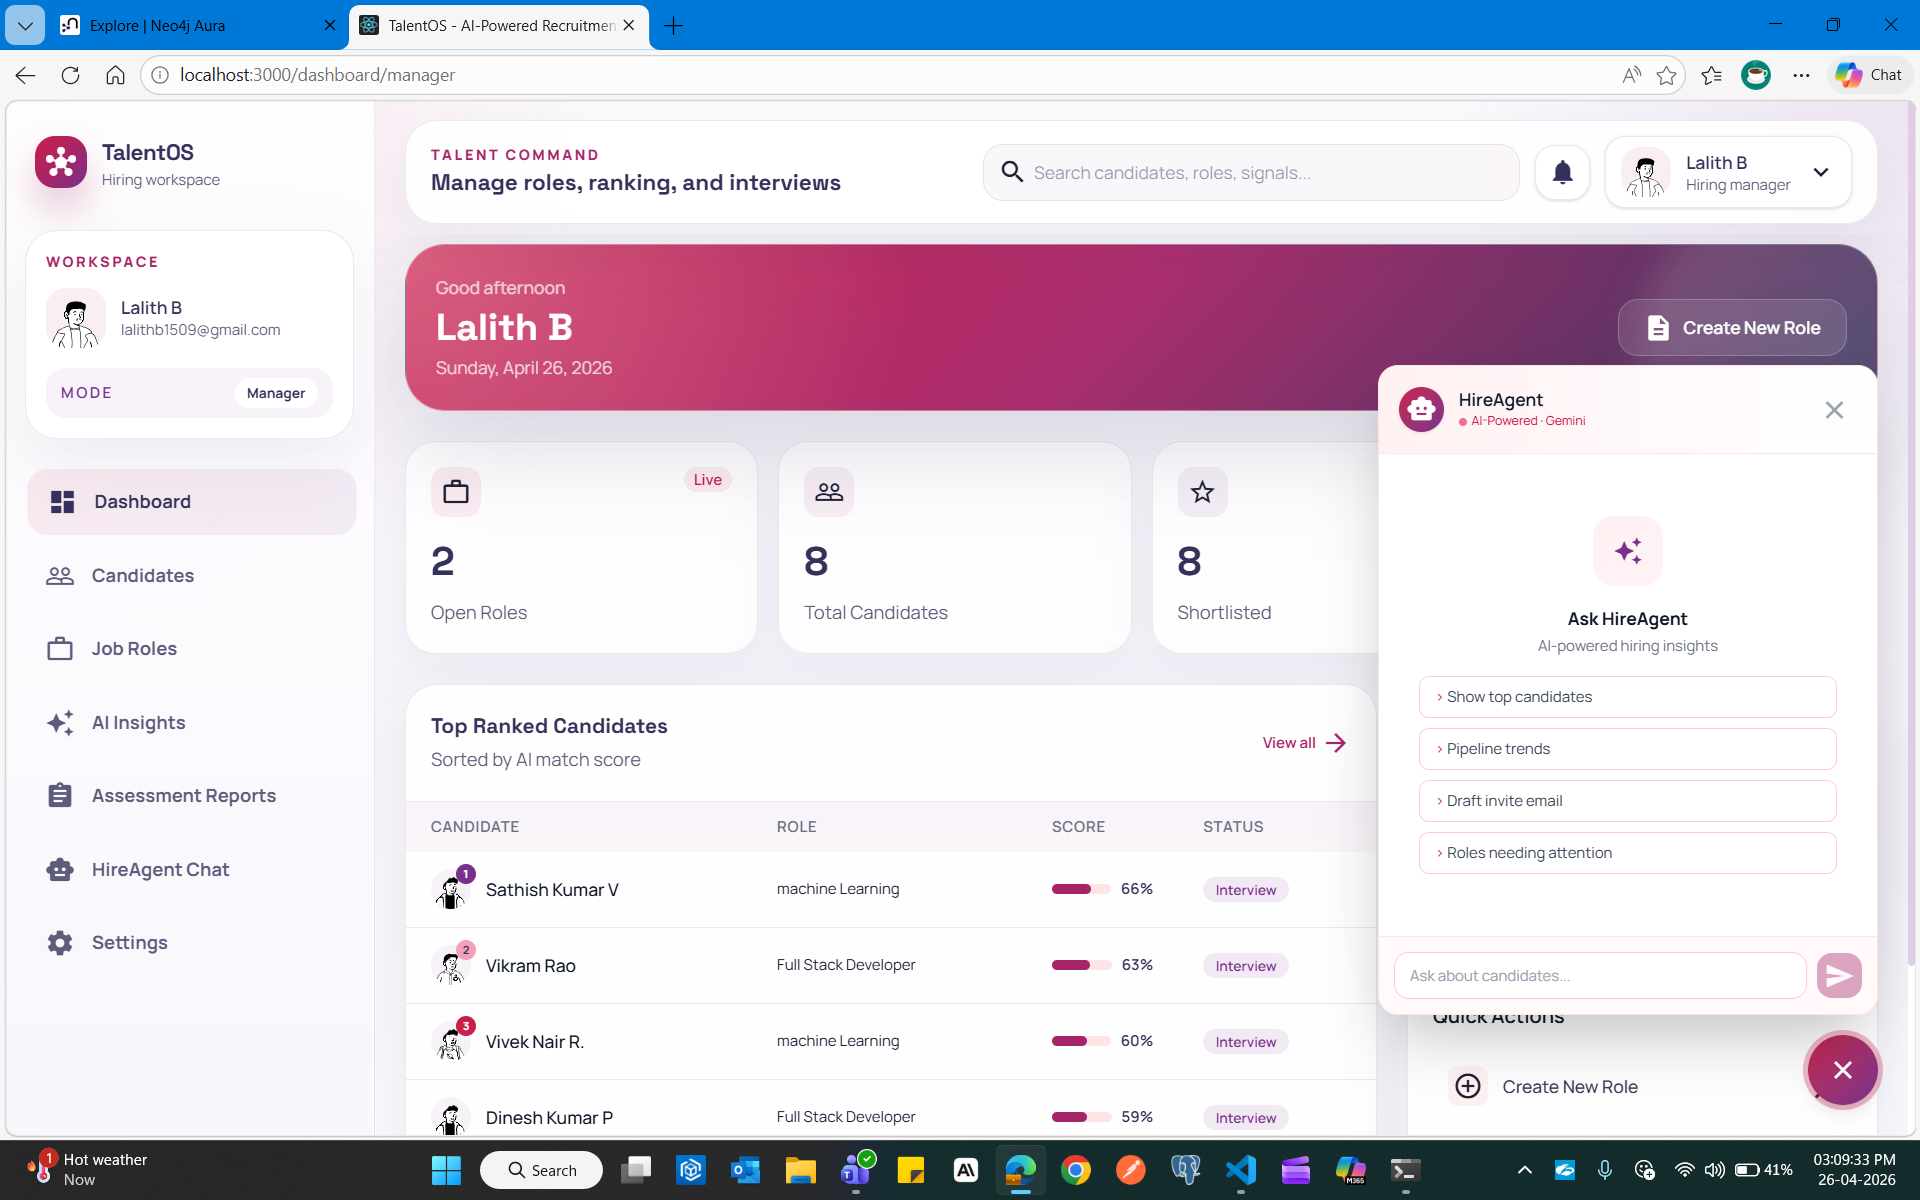 Explore | Neo4j Aura
TalentOS - AI-Powered Recruitmen
localhost:3000/dashboard/manager
Chat
TalentOS
Hiring workspace
WORKSPACE
Lalith B
lalithb1509@gmail.com
MODE
Manager
Dashboard
Candidates
Job Roles
AI Insights
Assessment Reports
HireAgent Chat
Settings
TALENT COMMAND
Manage roles, ranking, and interviews
Search candidates, roles, signals...
Lalith B
Hiring manager
Good afternoon
Lalith B
Sunday, April 26, 2026
Create New Role
Live
2
Open Roles
8
Total Candidates
8
Shortlisted
Top Ranked Candidates
Sorted by AI match score
View all
CANDIDATE ROLE SCORE STATUS
1 Sathish Kumar V machine Learning 66% Interview
2 Vikram Rao Full Stack Developer 63% Interview
3 Vivek Nair R. machine Learning 60% Interview
Dinesh Kumar P Full Stack Developer 59% Interview
HireAgent
AI-Powered · Gemini
Ask HireAgent
AI-powered hiring insights
› Show top candidates
› Pipeline trends
› Draft invite email
› Roles needing attention
Ask about candidates...
Quick Actions
Create New Role
1
Hot weather
Now
Search
M365
41%
03:09:33 PM
26-04-2026